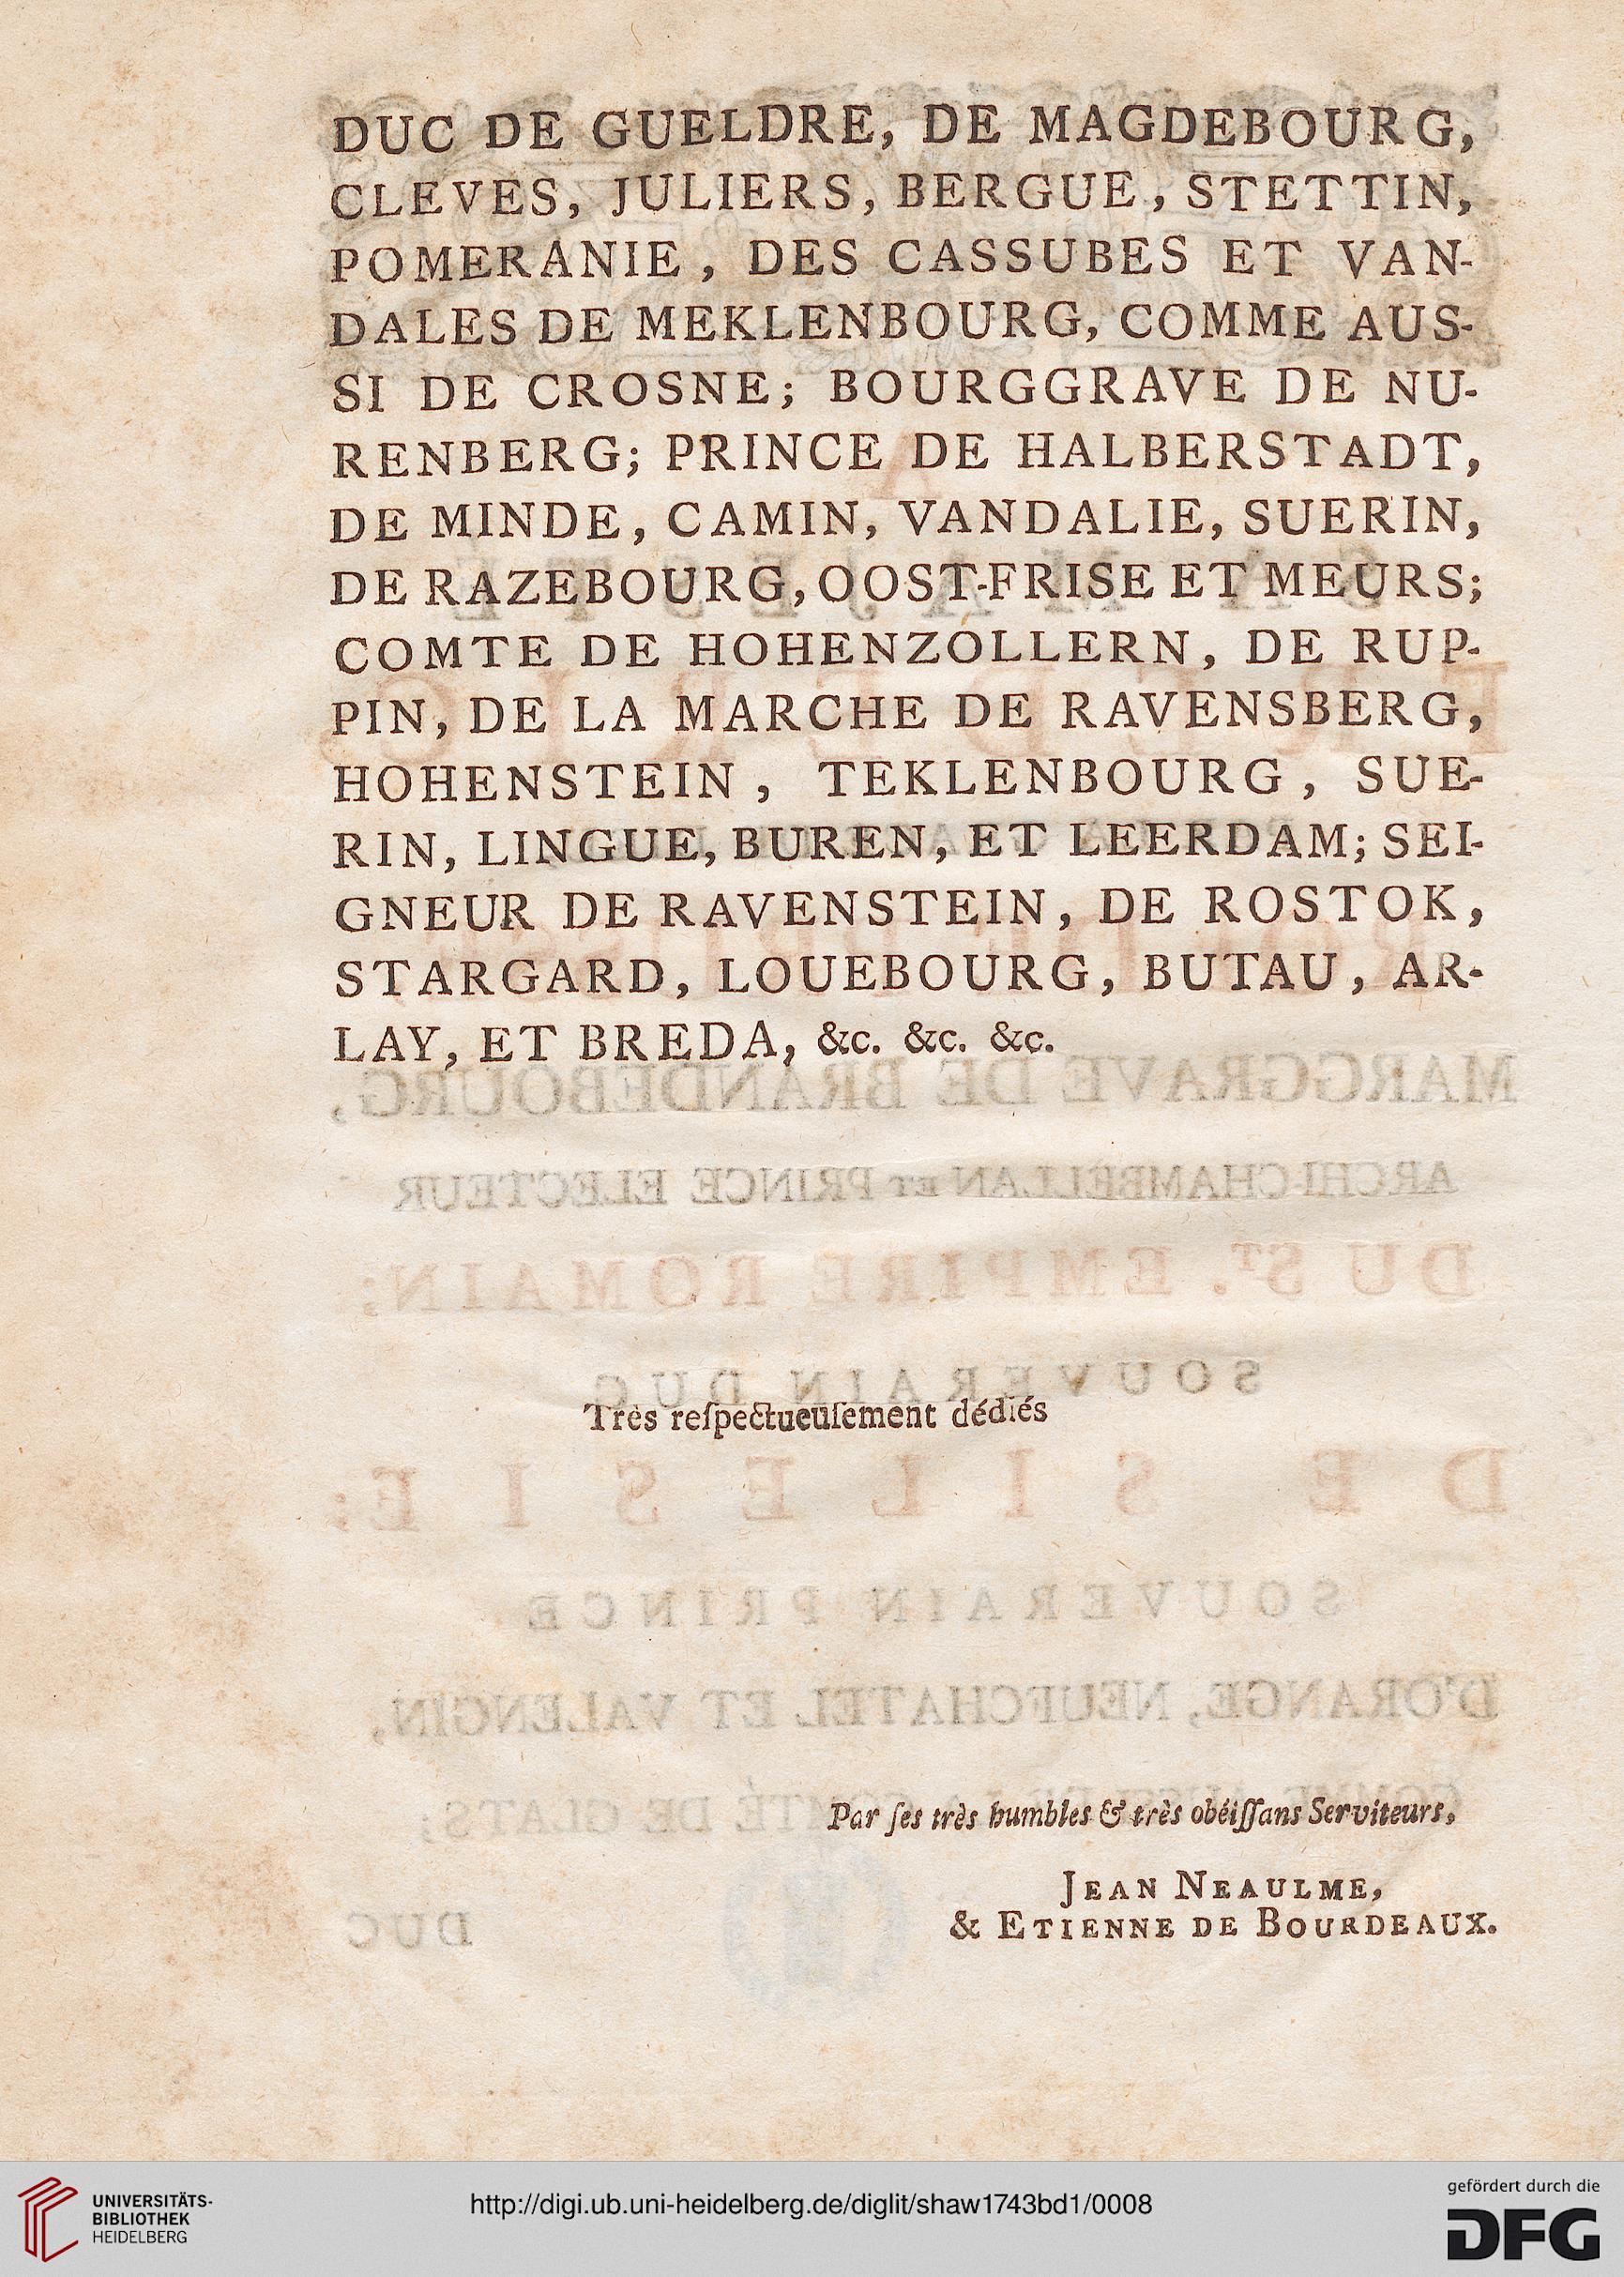 DUC DE GUELDRE, DE MAGDEBOURG,
CLEVES, JULIERS, BERGUE, STETTIN,
POMERANIE, DES CASSUBES ET VAN-
DALES DE MEKLENBOURG, COMME AUS-
SI DE CROSNE; BOURGGRAVE DE NU-
RENBERG; PRINCE DE HALBERSTADT,
DE MINDE, CAMIN, VANDALIE, SUERIN,
DE RAZEBOURG, OOST-FRISE ET MEURS;
COMTE DE HOHENZOLLERN, DE RUP-
PIN, DE LA MARCHE DE RAVENSBERG,
HOHENSTEIN, TEKLENBOURG, SUE-
RIN, LINGUE, BUREN, ET LEERDAM; SEI-
GNEUR DE RAVENSTEIN, DE ROSTOK,
STARGARD, LOUEBOURG, BUTAU, AR-
LAY, ET BREDA, &c. &c. &c.
Très reſpectueuſement dédiés
Par ſes très humbles & très obéiſſans Serviteurs,
JEAN NEAULME,
& ETIENNE DE BOURDEAUX.
UNIVERSITÄTS-
BIBLIOTHEK
HEIDELBERG
http://digi.ub.uni-heidelberg.de/diglit/shaw1743bd1/0008
gefördert durch die
DFG